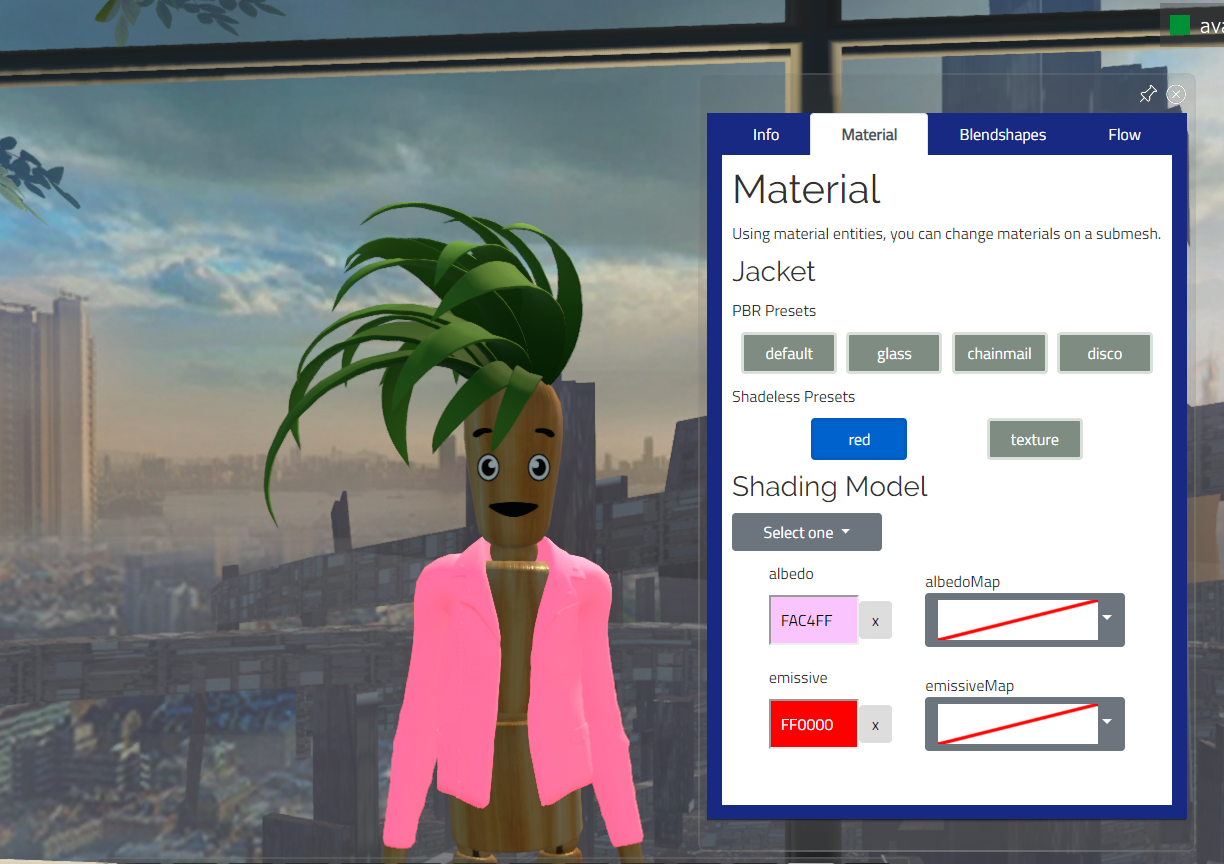 Info Material Blendshapes Flow
Material
Using material entities, you can change materials on a submesh.
Jacket
PBR Presets
default glass chainmail disco
Shadeless Presets
red texture
Shading Model
Select one
albedo albedoMap
FAC4FF x
emissive emissiveMap
FF0000 x